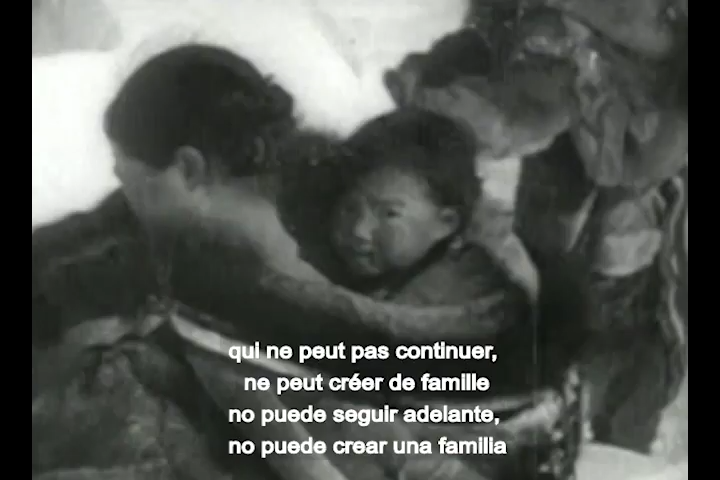 qui ne peut pas continuer,
ne peut créer de famille
no puede seguir adelante,
no puede crear una familia